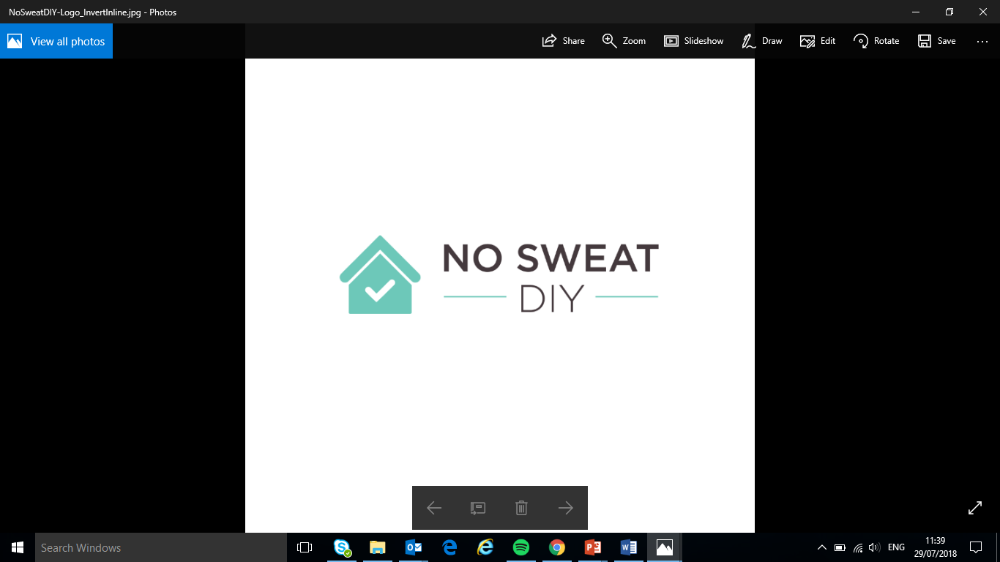 NoSweatDIY-Logo_InvertInline.jpg - Photos
View all photos
Share
Zoom
Slideshow
Draw
Edit
Rotate
Save
NO SWEAT
DIY
Search Windows
ENG
11:39
29/07/2018